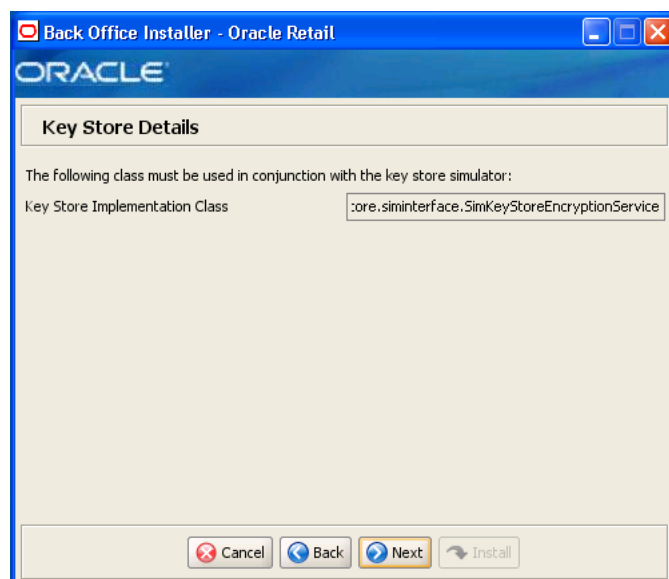 Back Office Installer - Oracle Retail
ORACLE
Key Store Details
The following class must be used in conjunction with the key store simulator:
Key Store Implementation Class
:ore.siminterface.SimKeyStoreEncryptionService
Cancel
Back
Next
Install